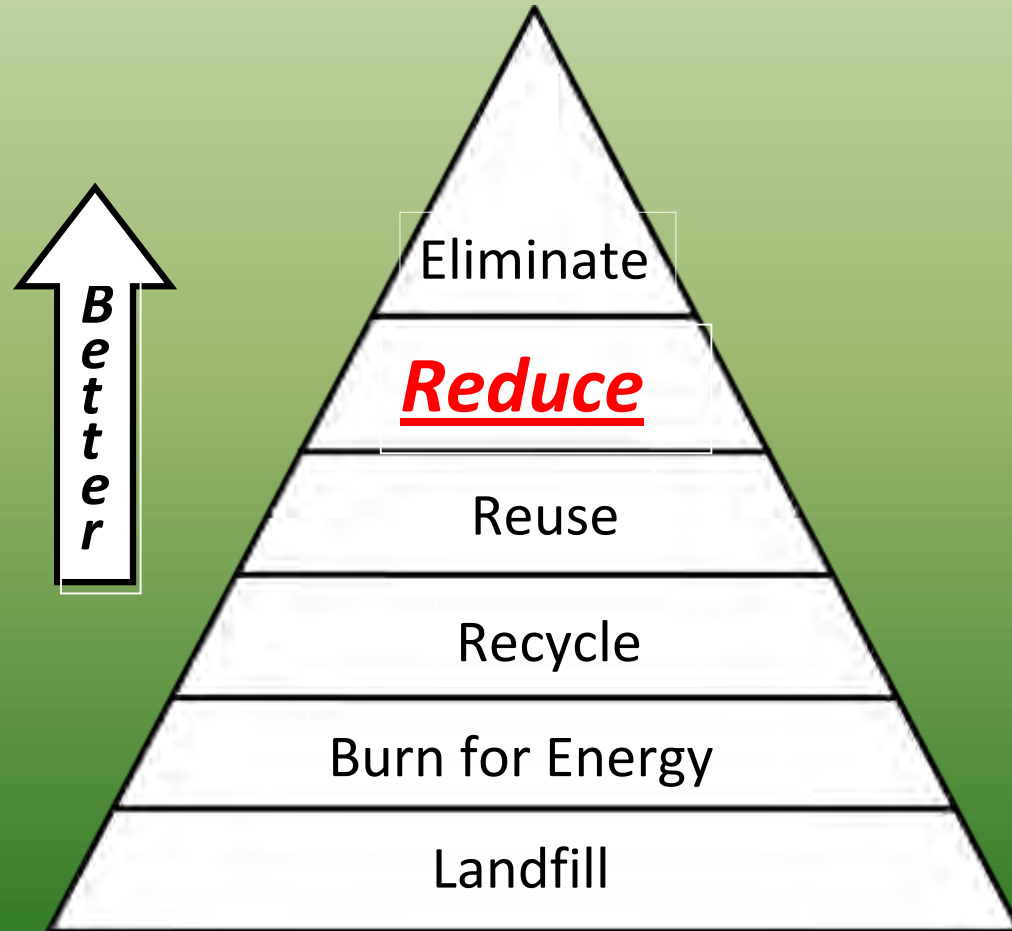 Eliminate
Reduce
Better
Reuse
Recycle
Burn for Energy
Landfill